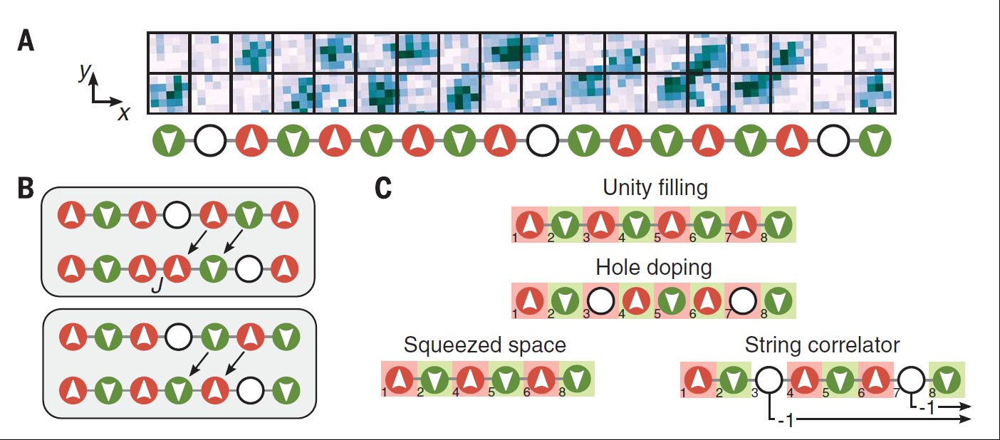 A
y
x
B
J
C
Unity filling
1 2 3 4 5 6 7 8
Hole doping
1 2 3 4 5 6 7 8
Squeezed space
1 2 4 5 6 8
String correlator
1 2 3 4 5 6 7 8
-1
-1